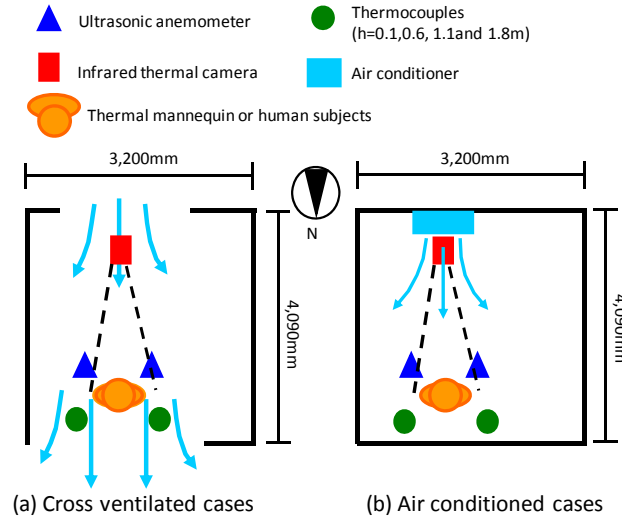 Ultrasonic anemometer
Thermocouples
(h=0.1,0.6, 1.1and 1.8m)
Infrared thermal camera
Air conditioner
Thermal mannequin or human subjects
3,200mm
3,200mm
N
4,090mm
4,090mm
(a) Cross ventilated cases
(b) Air conditioned cases